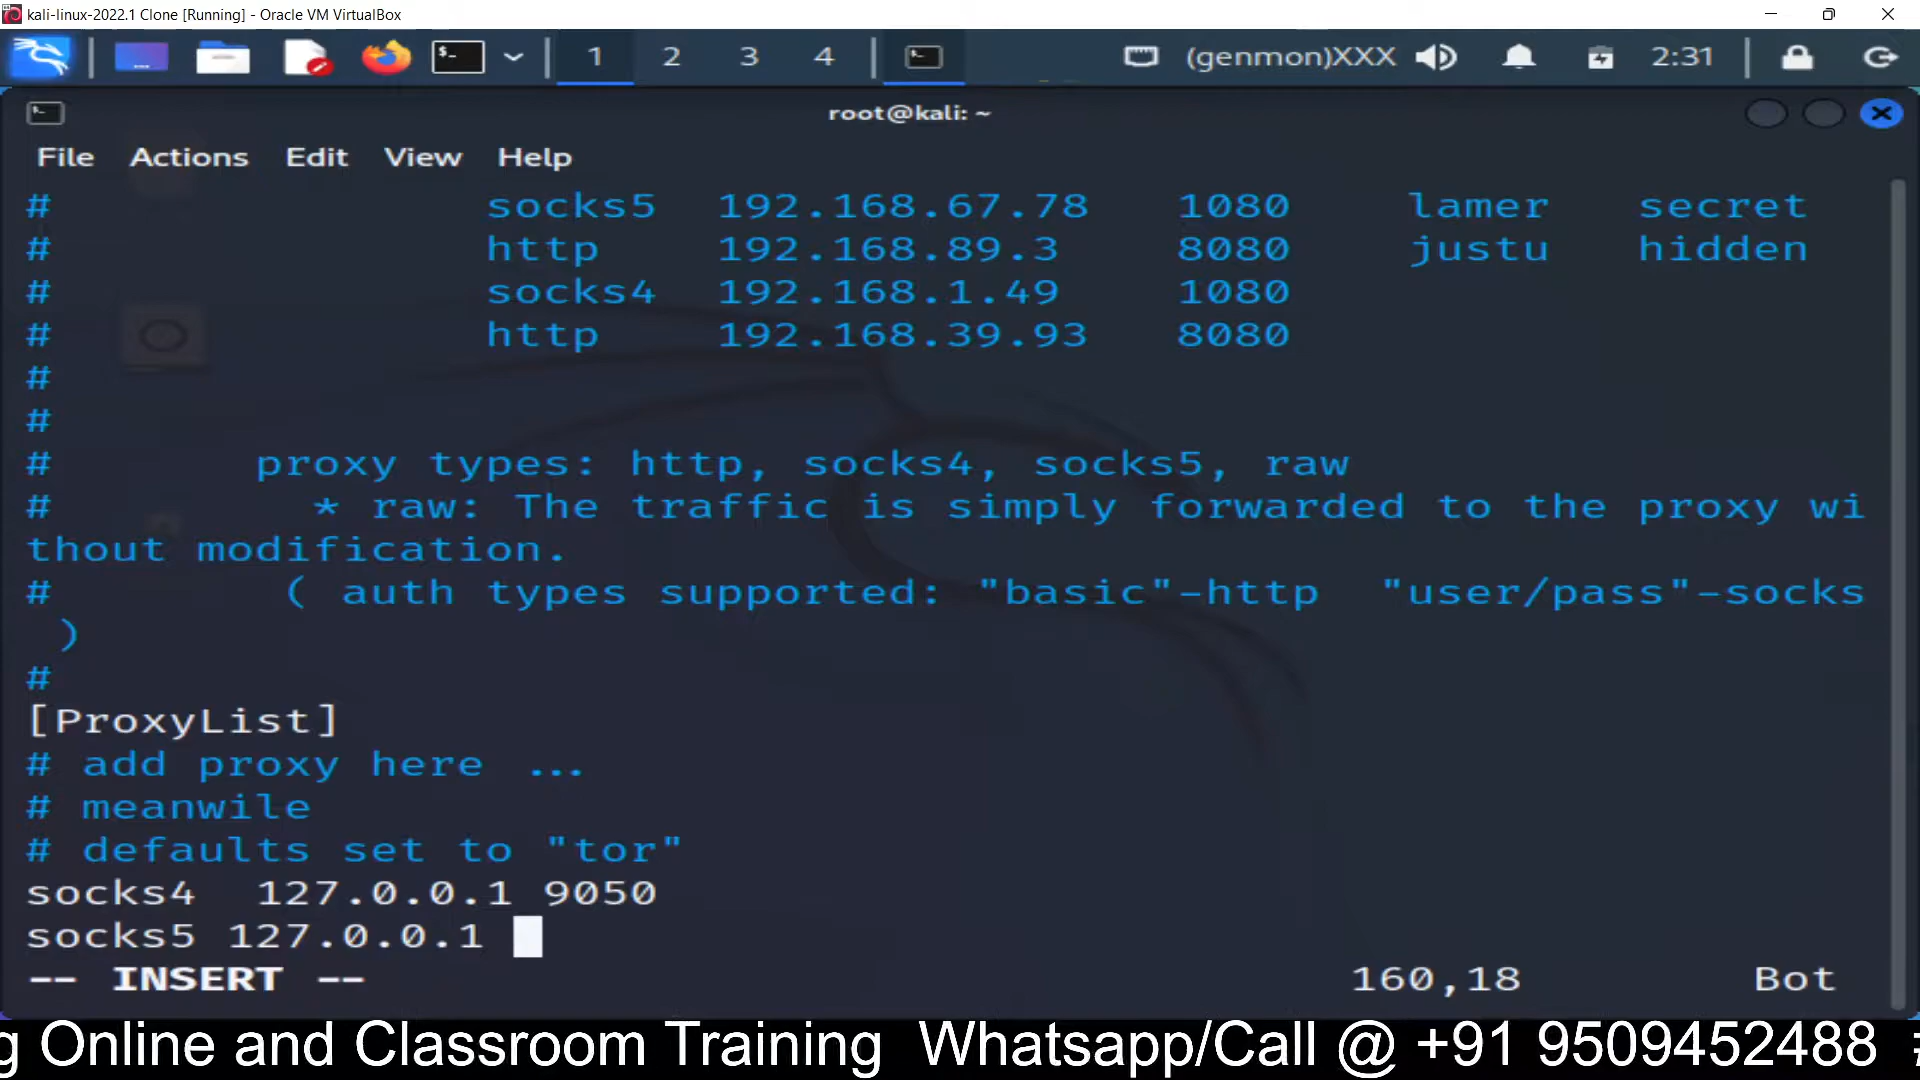 kali-linux-2022.1 Clone [Running] - Oracle VM VirtualBox
1 2 3 4 (genmon)XXX 2:31
root@kali: ~
File Actions Edit View Help
# socks5 192.168.67.78 1080 lamer secret
# http 192.168.89.3 8080 justu hidden
# socks4 192.168.1.49 1080
# http 192.168.39.93 8080
#
#
# proxy types: http, socks4, socks5, raw
# * raw: The traffic is simply forwarded to the proxy wi
thout modification.
# ( auth types supported: "basic"-http "user/pass"-socks
)
#
[ProxyList]
# add proxy here ...
# meanwile
# defaults set to "tor"
socks4 127.0.0.1 9050
socks5 127.0.0.1
-- INSERT -- 160,18 Bot
g Online and Classroom Training Whatsapp/Call @ +91 9509452488